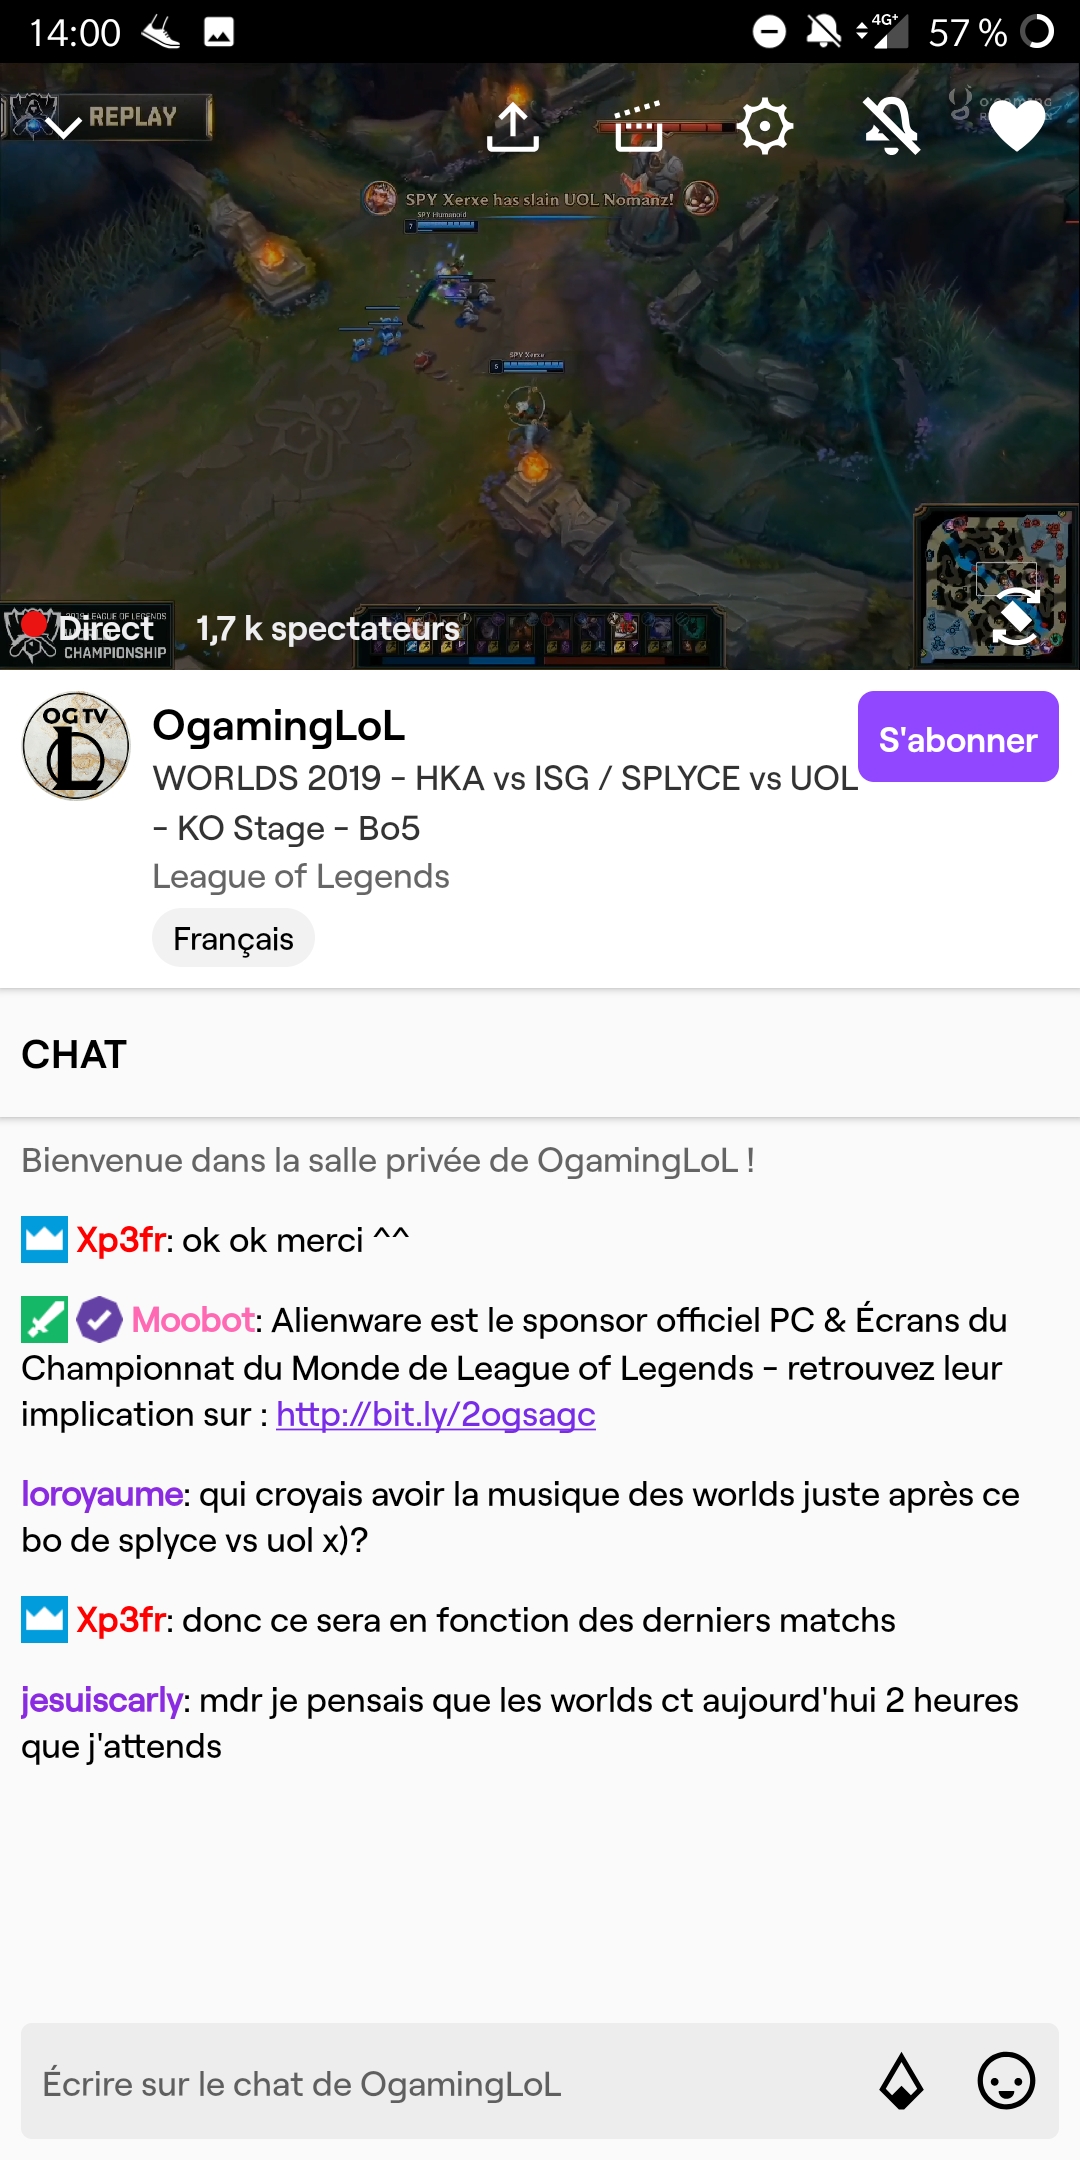 14:00
4G+
57 %
REPLAY
SPY Xerxe has slain UOL Nomanz!
SPY Humanoid
7
SPY Xerxe
5
Direct
1,7 k spectateurs
2019 LEAGUE OF LEGENDS
WORLD
CHAMPIONSHIP
OG TV
L
OgamingLoL
S'abonner
WORLDS 2019 - HKA vs ISG / SPLYCE vs UOL
- KO Stage - Bo5
League of Legends
Français
CHAT
Bienvenue dans la salle privée de OgamingLoL !
Xp3fr: ok ok merci ^^
Moobot: Alienware est le sponsor officiel PC & Écrans du
Championnat du Monde de League of Legends - retrouvez leur
implication sur : http://bit.ly/2ogsagc
loroyaume: qui croyais avoir la musique des worlds juste après ce
bo de splyce vs uol x)?
Xp3fr: donc ce sera en fonction des derniers matchs
jesuiscarly: mdr je pensais que les worlds ct aujourd'hui 2 heures
que j'attends
Écrire sur le chat de OgamingLoL